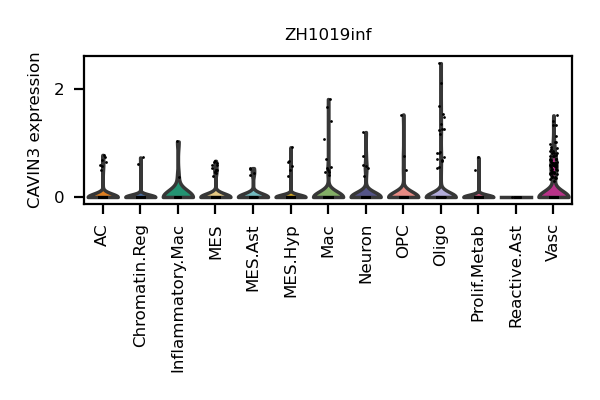 ZH1019inf
CAVIN3 expression
2
0
AC
Chromatin.Reg
Inflammatory.Mac
MES
MES.Ast
MES.Hyp
Mac
Neuron
OPC
Oligo
Prolif.Metab
Reactive.Ast
Vasc